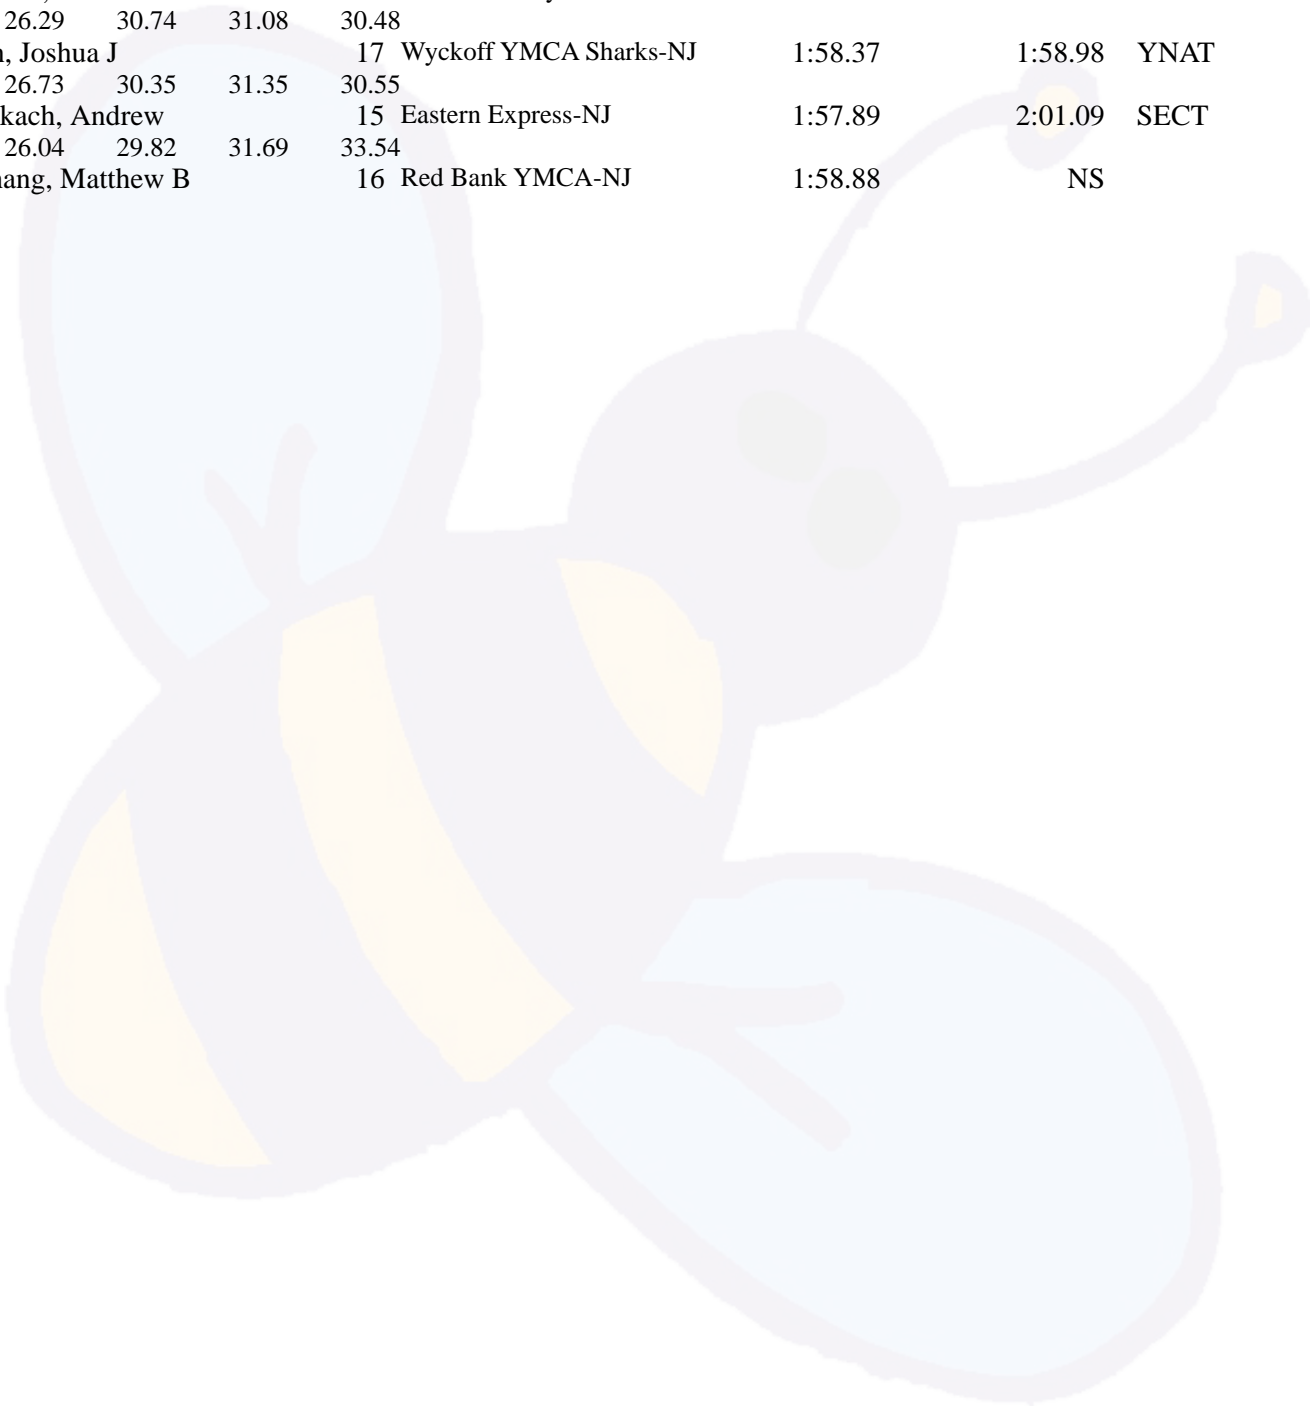 26.29 30.74 31.08 30.48
Joshua J 17 Wyckoff YMCA Sharks-NJ 1:58.37 1:58.98 YNAT
26.73 30.35 31.35 30.55
Andrew 15 Eastern Express-NJ 1:57.89 2:01.09 SECT
26.04 29.82 31.69 33.54
Matthew B 16 Red Bank YMCA-NJ 1:58.88 NS